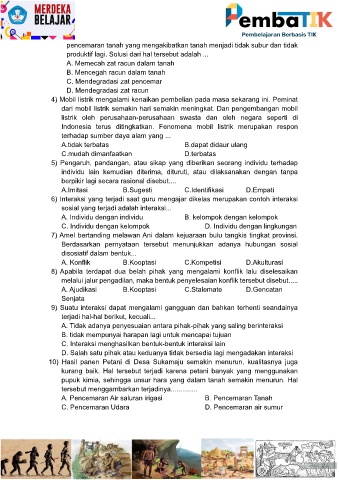 MERDEKA
BELAJAR
PembaTIK
Pembelajaran Berbasis TIK
pencemaran tanah yang mengakibatkan tanah menjadi tidak subur dan tidak
produktif lagi. Solusi dari hal tersebut adalah ...
A. Memecah zat racun dalam tanah
B. Mencegah racun dalam tanah
C. Mendegradasi zat pencemar
D. Mendegradasi zat racun
4) Mobil listrik mengalami kenaikan pembelian pada masa sekarang ini. Peminat
dari mobil listrik semakin hari semakin meningkat. Dan pengembangan mobil
listrik oleh perusahaan-perusahaan swasta dan oleh negara seperti di
Indonesia terus ditingkatkan. Fenomena mobil listrik merupakan respon
terhadap sumber daya alam yang ...
A.tidak terbatas B.dapat didaur ulang
C.mudah dimanfaatkan D.terbatas
5) Pengaruh, pandangan, atau sikap yang diberikan seorang individu terhadap
individu lain kemudian diterima, dituruti, atau dilaksanakan dengan tanpa
berpikir lagi secara rasional disebut....
A.Imitasi B.Sugesti C.Identifikasi D.Empati
6) Interaksi yang terjadi saat guru mengajar dikelas merupakan contoh interaksi
sosial yang terjadi adalah interaksi...
A. Individu dengan individu B. kelompok dengan kelompok
C. Individu dengan kelompok D. Individu dengan lingkungan
7) Amel bertanding melawan Ani dalam kejuaraan bulu tangkis tingkat provinsi.
Berdasarkan pernyataan tersebut menunjukkan adanya hubungan sosial
disosiatif dalam bentuk...
A. Konflik B.Kooptasi C.Kompetisi D.Akulturasi
8) Apabila terdapat dua belah pihak yang mengalami konflik lalu diselesaikan
melalui jalur pengadilan, maka bentuk penyelesaian konflik tersebut disebut.....
A. Ajudikasi B.Kooptasi C.Stalemate D.Gencatan
Senjata
9) Suatu interaksi dapat mengalami gangguan dan bahkan terhenti seandainya
terjadi hal-hal berikut, kecuali...
A. Tidak adanya penyesuaian antara pihak-pihak yang saling berinteraksi
B. tidak mempunyai harapan lagi untuk mencapai tujuan
C. Interaksi menghasilkan bentuk-bentuk interaksi lain
D. Salah satu pihak atau keduanya tidak bersedia lagi mengadakan interaksi
10) Hasil panen Petani di Desa Sukamaju semakin menurun, kualitasnya juga
kurang baik. Hal tersebut terjadi karena petani banyak yang menggunakan
pupuk kimia, sehingga unsur hara yang dalam tanah semakin menurun. Hal
tersebut menggambarkan terjadinya.............
A. Pencemaran Air saluran irigasi B. Pencemaran Tanah
C. Pencemaran Udara D. Pencemaran air sumur